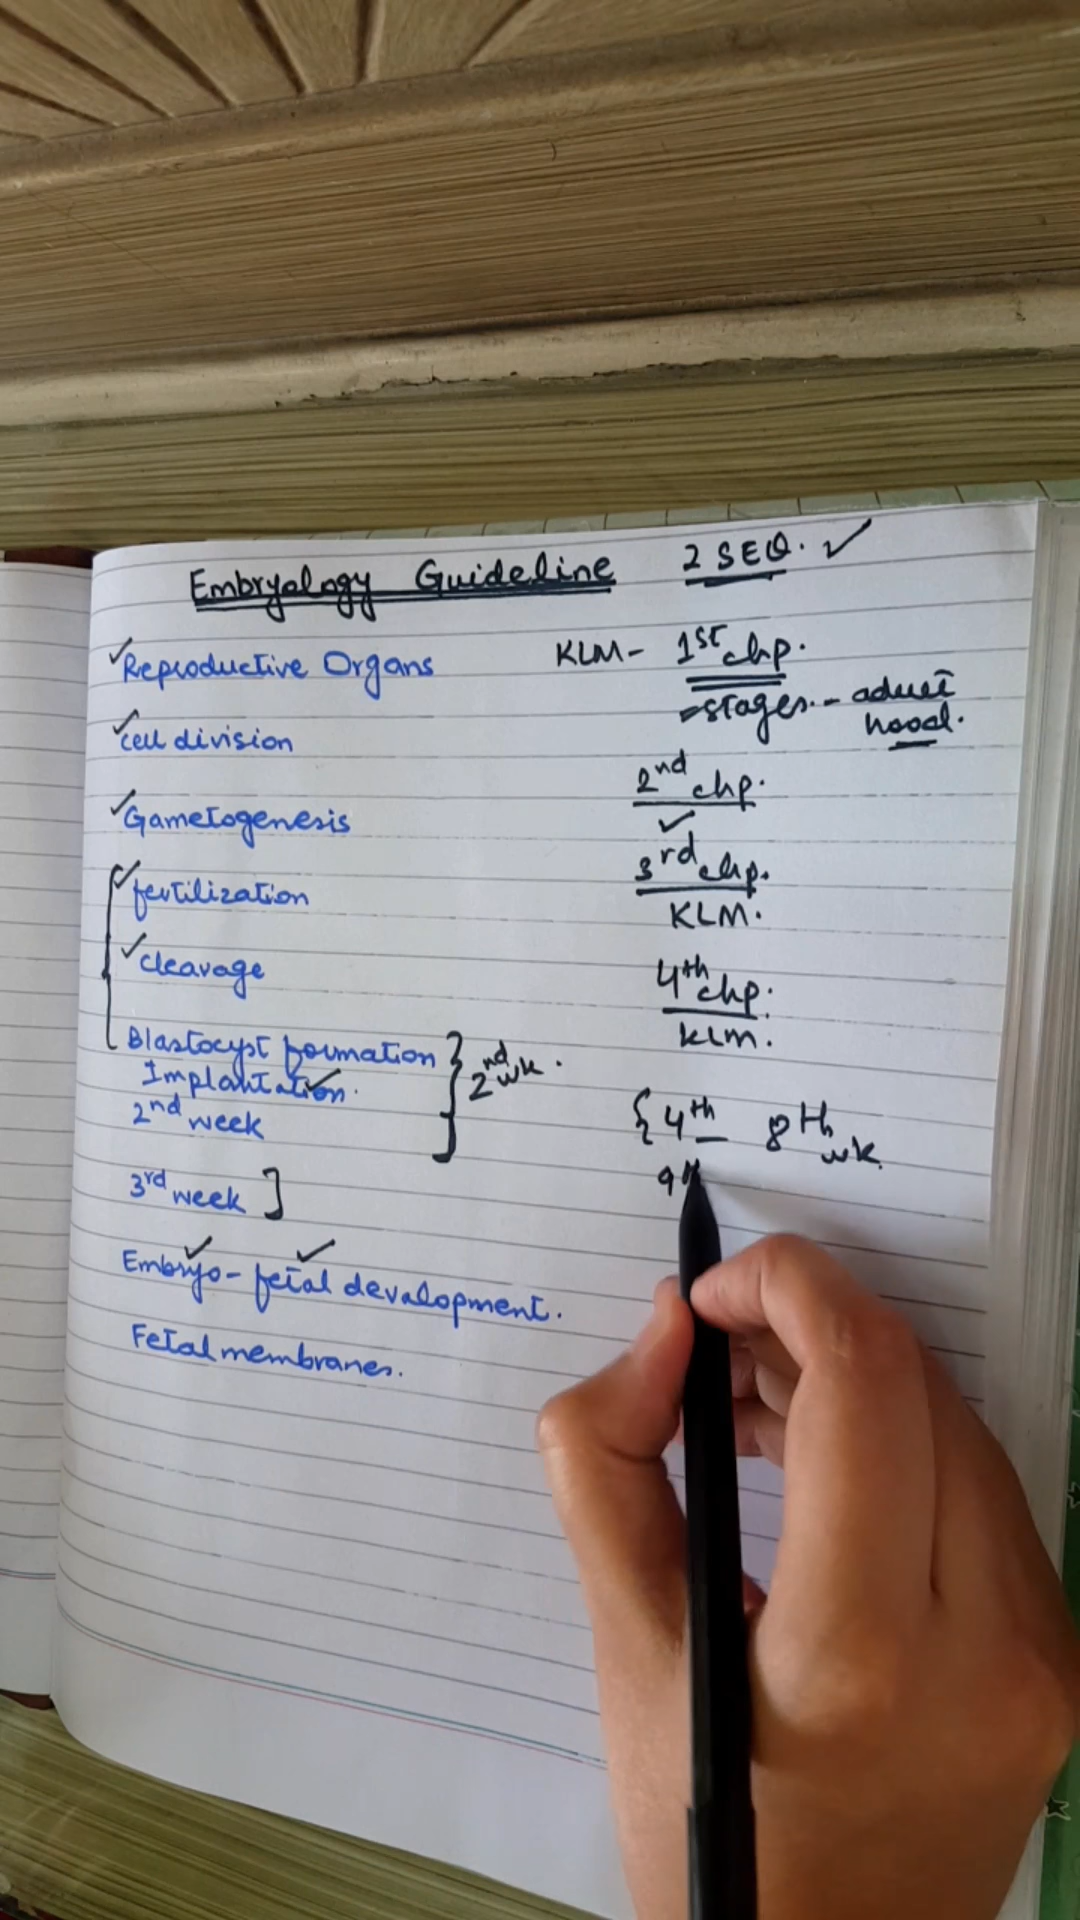 Embryology Guideline 2 SEQ.
Reproductive Organs KLM- 1st chp.
stages. - adult
hood.
cell division
2nd chp.
Gametogenesis
3rd chp.
fertilization
KLM.
cleavage
4th chp.
KLM.
Blastocyst formation
Implantation. 2nd wk.
2nd week
4th - 8th wk.
9th
3rd week
Embryo-fetal devalopment.
Fetal membranes.